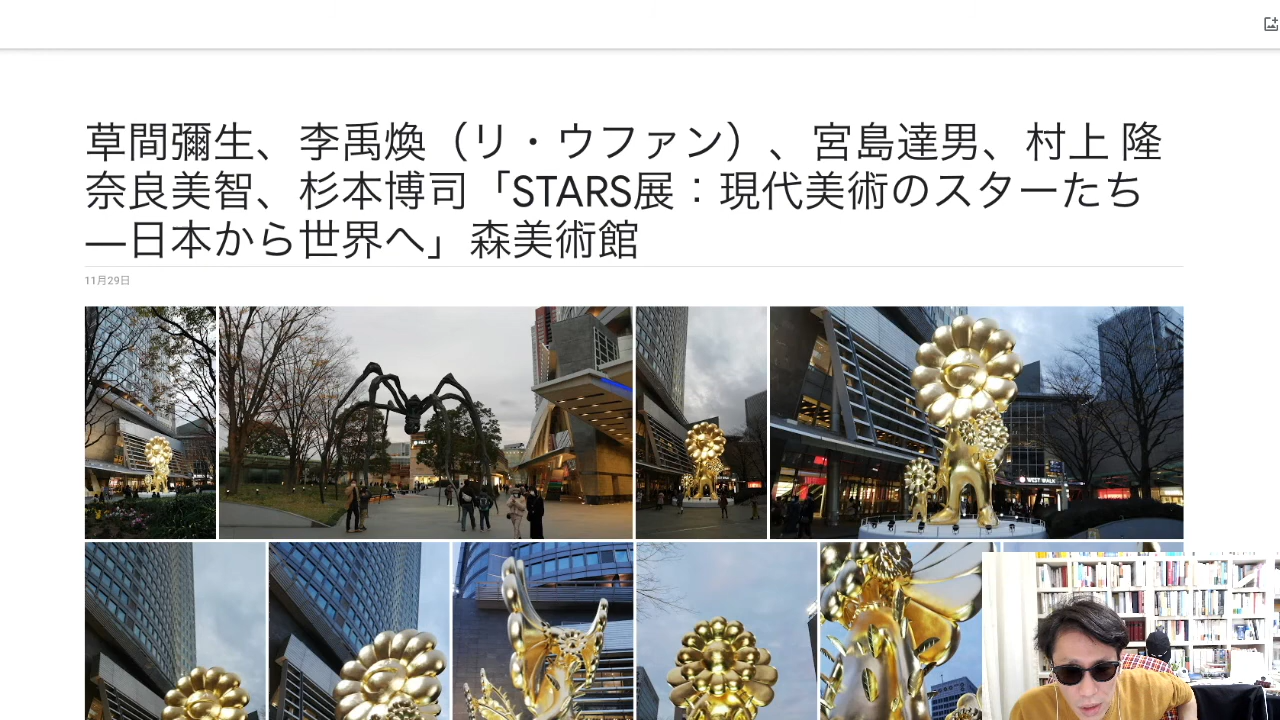 草間彌生、李禹煥（リ・ウファン）、宮島達男、村上 隆
奈良美智、杉本博司「STARS展：現代美術のスターたち
—日本から世界へ」森美術館
11月29日
WEST WALK